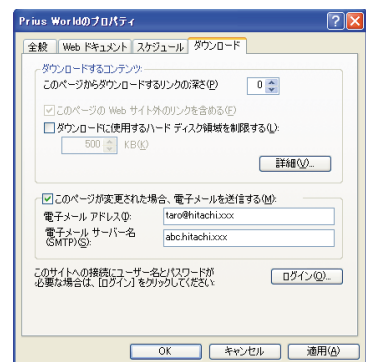 Prius Worldのプロパティ
全般 Web ドキュメント スケジュール ダウンロード
ダウンロードするコンテンツ:
このページからダウンロードするリンクの深さ(P) 0
このページの Web サイト外のリンクを含める(F)
ダウンロードに使用するハード ディスク領域を制限する(L):
500 KB(K)
詳細(V)...
このページが変更された場合、電子メールを送信する(M):
電子メール アドレス(I): taro@hitachi.xxx
電子メール サーバー名
(SMTP)(S): abc.hitachi.xxx
このサイトへの接続にユーザー名とパスワードが
必要な場合は、[ログイン] をクリックしてください:
ログイン(O)...
OK キャンセル 適用(A)